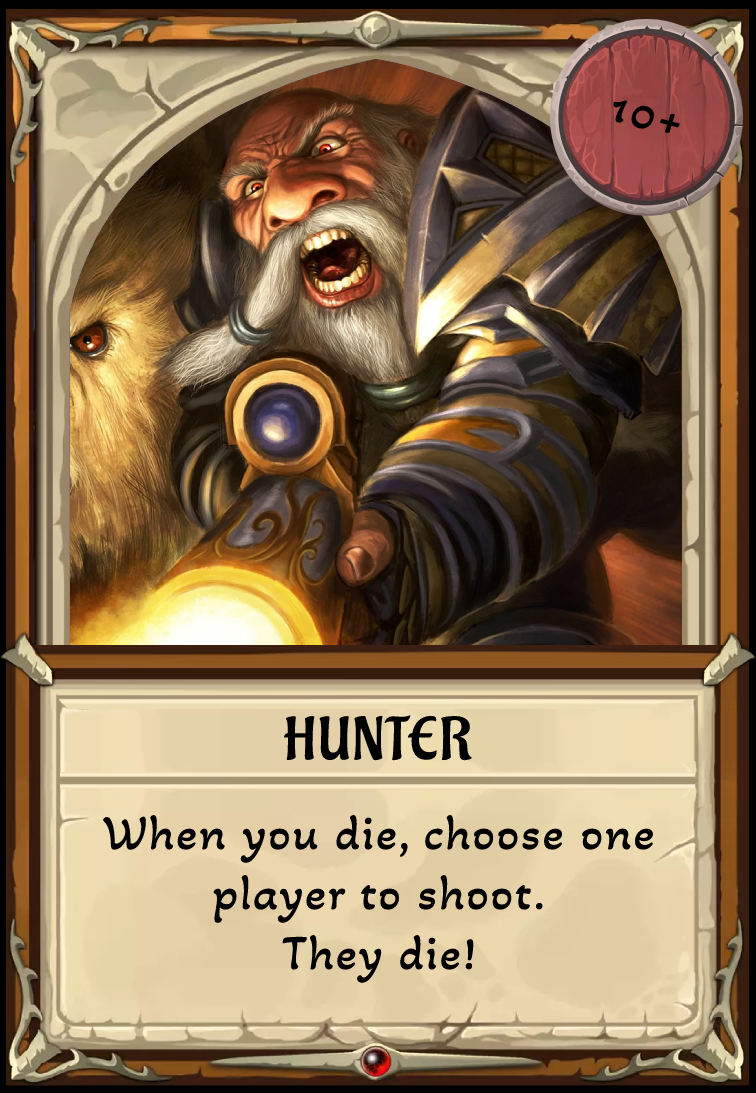 10+
HUNTER
When you die, choose one
player to shoot.
They die!